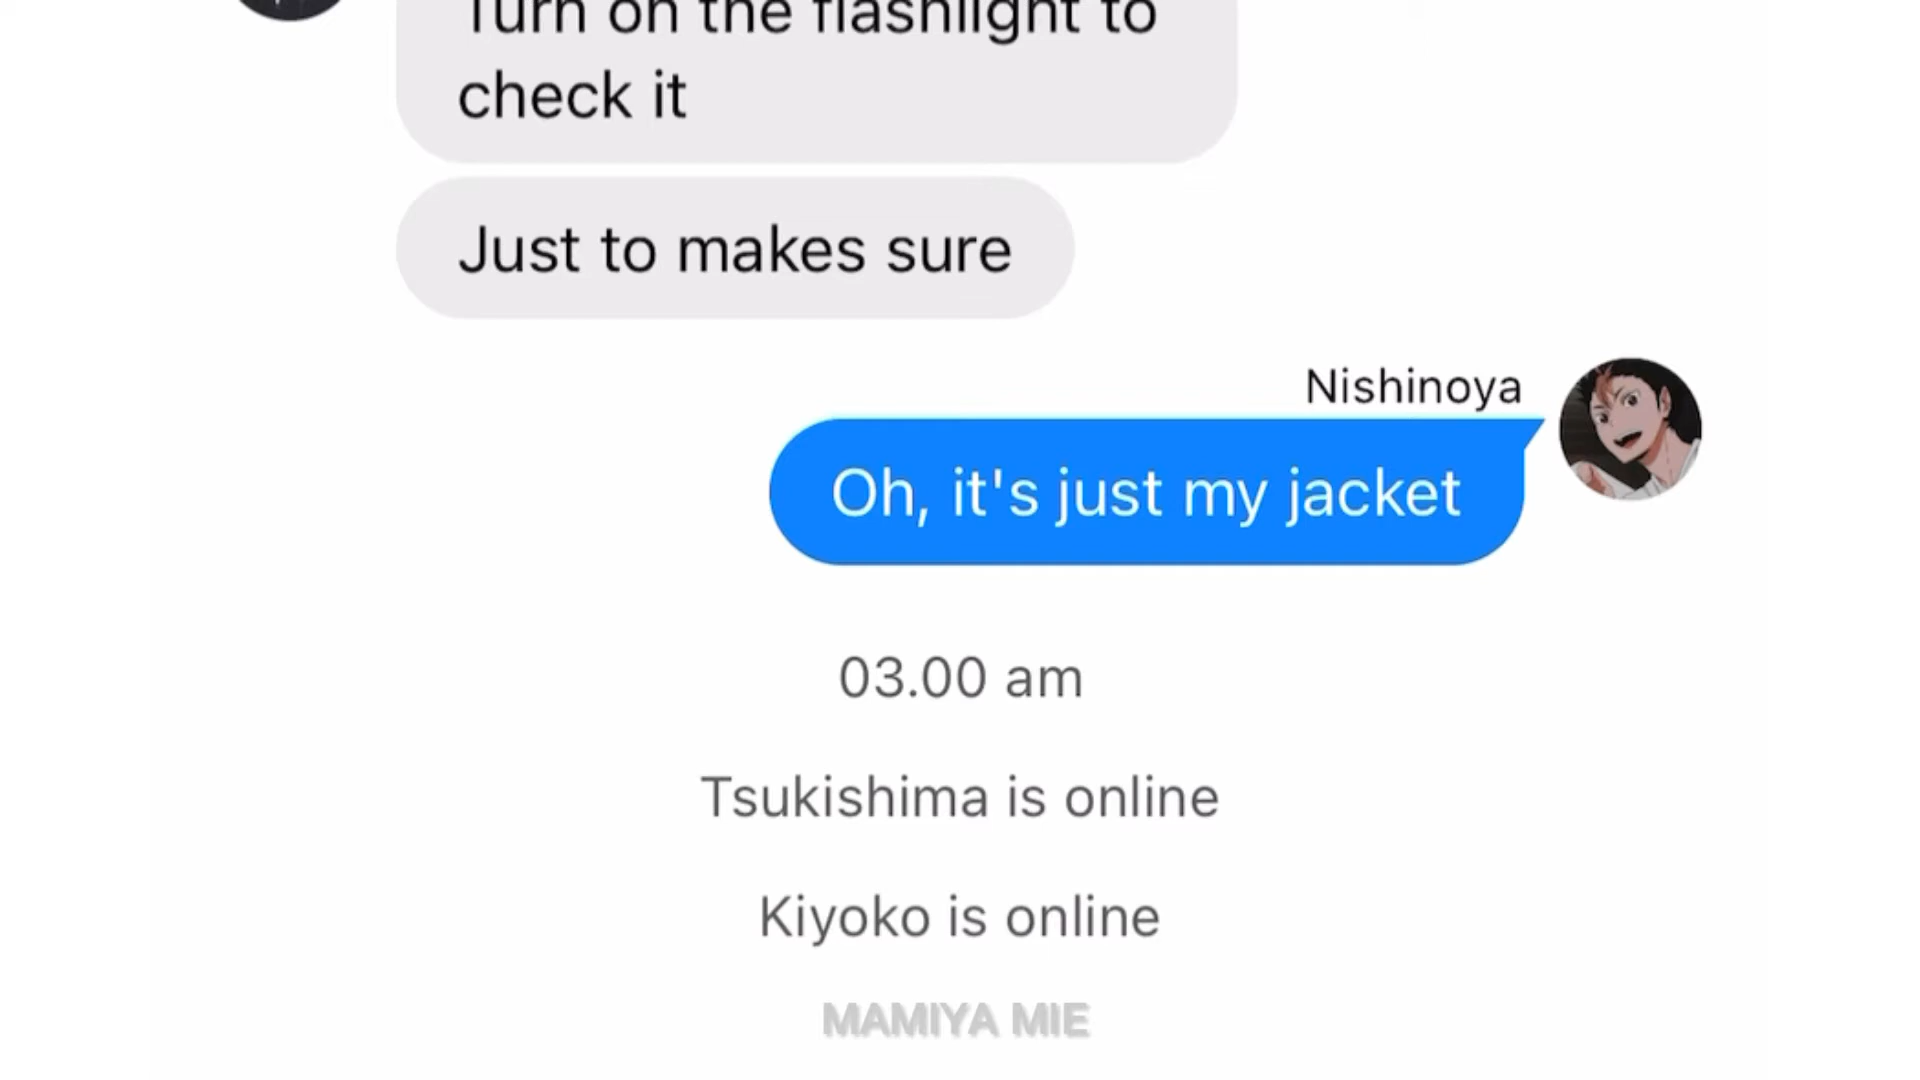 Turn on the flashlight to
check it
Just to makes sure
Nishinoya
Oh, it's just my jacket
03.00 am
Tsukishima is online
Kiyoko is online
MAMIYA MIE